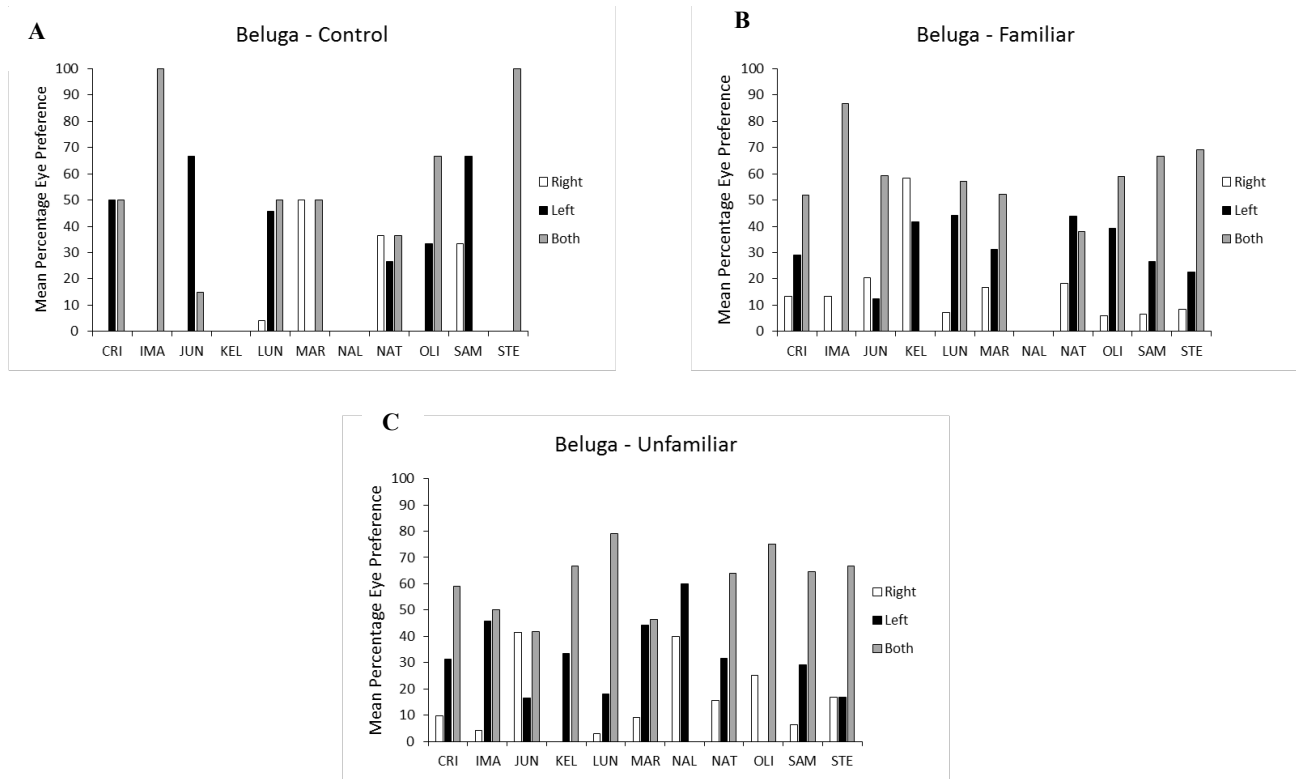 A
Beluga - Control
Mean Percentage Eye Preference
100
90
80
70
60
50
40
30
20
10
0
CRI IMA JUN KEL LUN MAR NAL NAT OLI SAM STE
Right
Left
Both
B
Beluga - Familiar
Mean Percentage Eye Preference
100
90
80
70
60
50
40
30
20
10
0
CRI IMA JUN KEL LUN MAR NAL NAT OLI SAM STE
Right
Left
Both
C
Beluga - Unfamiliar
Mean Percentage Eye Preference
100
90
80
70
60
50
40
30
20
10
0
CRI IMA JUN KEL LUN MAR NAL NAT OLI SAM STE
Right
Left
Both